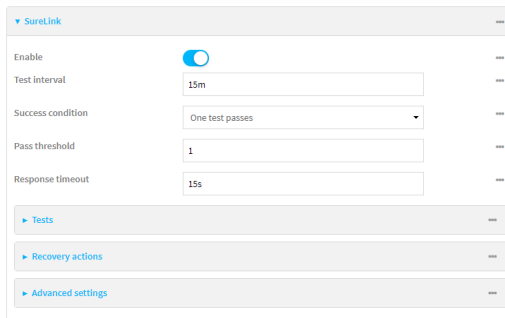 SureLink
Enable
Test interval
15m
Success condition
One test passes
Pass threshold
1
Response timeout
15s
Tests
Recovery actions
Advanced settings